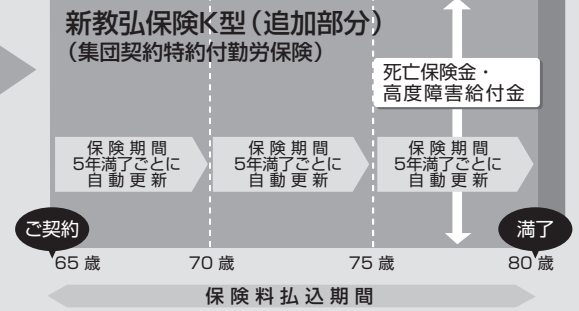 新教弘保険K型（追加部分）
（集団契約特約付勤労保険）
死亡保険金・
高度障害給付金
保険期間
5年満了ごとに
自動更新
保険期間
5年満了ごとに
自動更新
保険期間
5年満了ごとに
自動更新
ご契約
満了
65歳
70歳
75歳
80歳
保険料払込期間